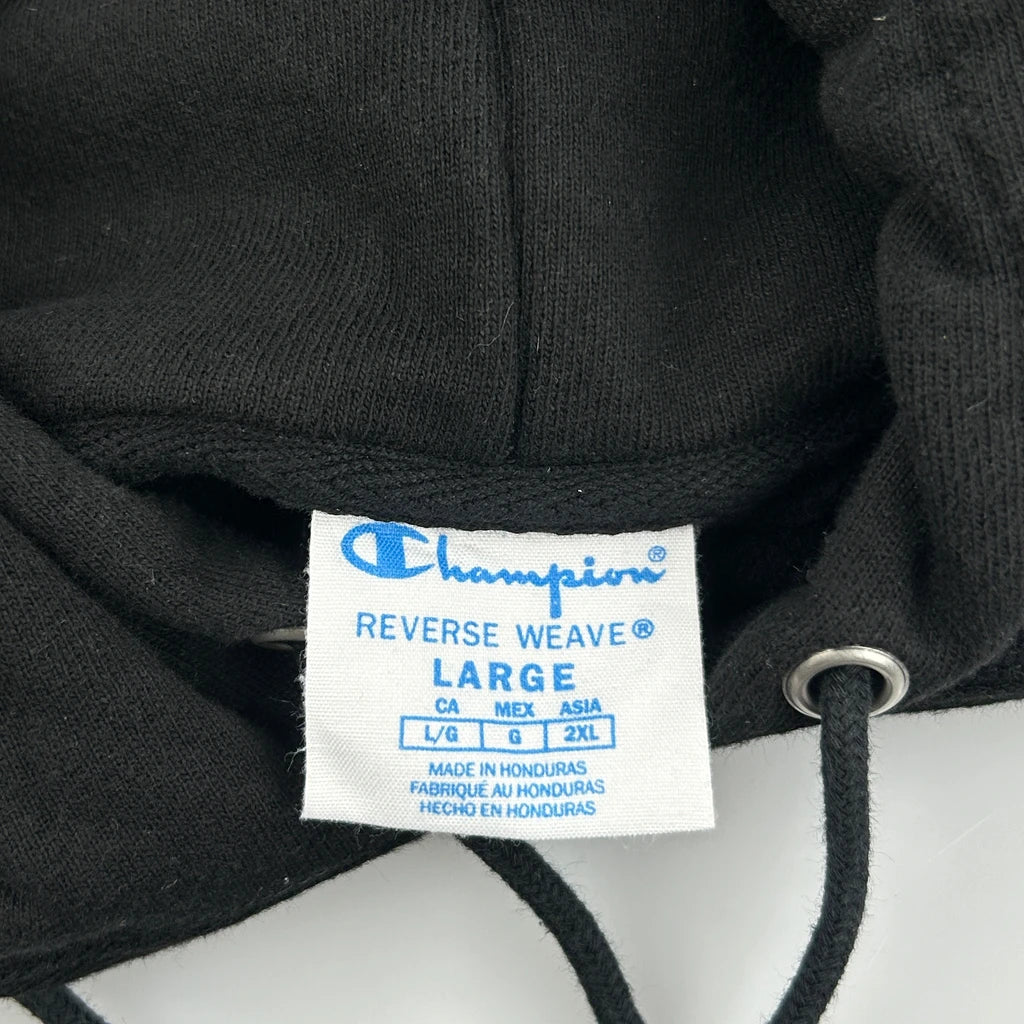 Champion®
REVERSE WEAVE®
LARGE
CA MEX ASIA
L/G G 2XL
MADE IN HONDURAS
FABRIQUÉ AU HONDURAS
HECHO EN HONDURAS